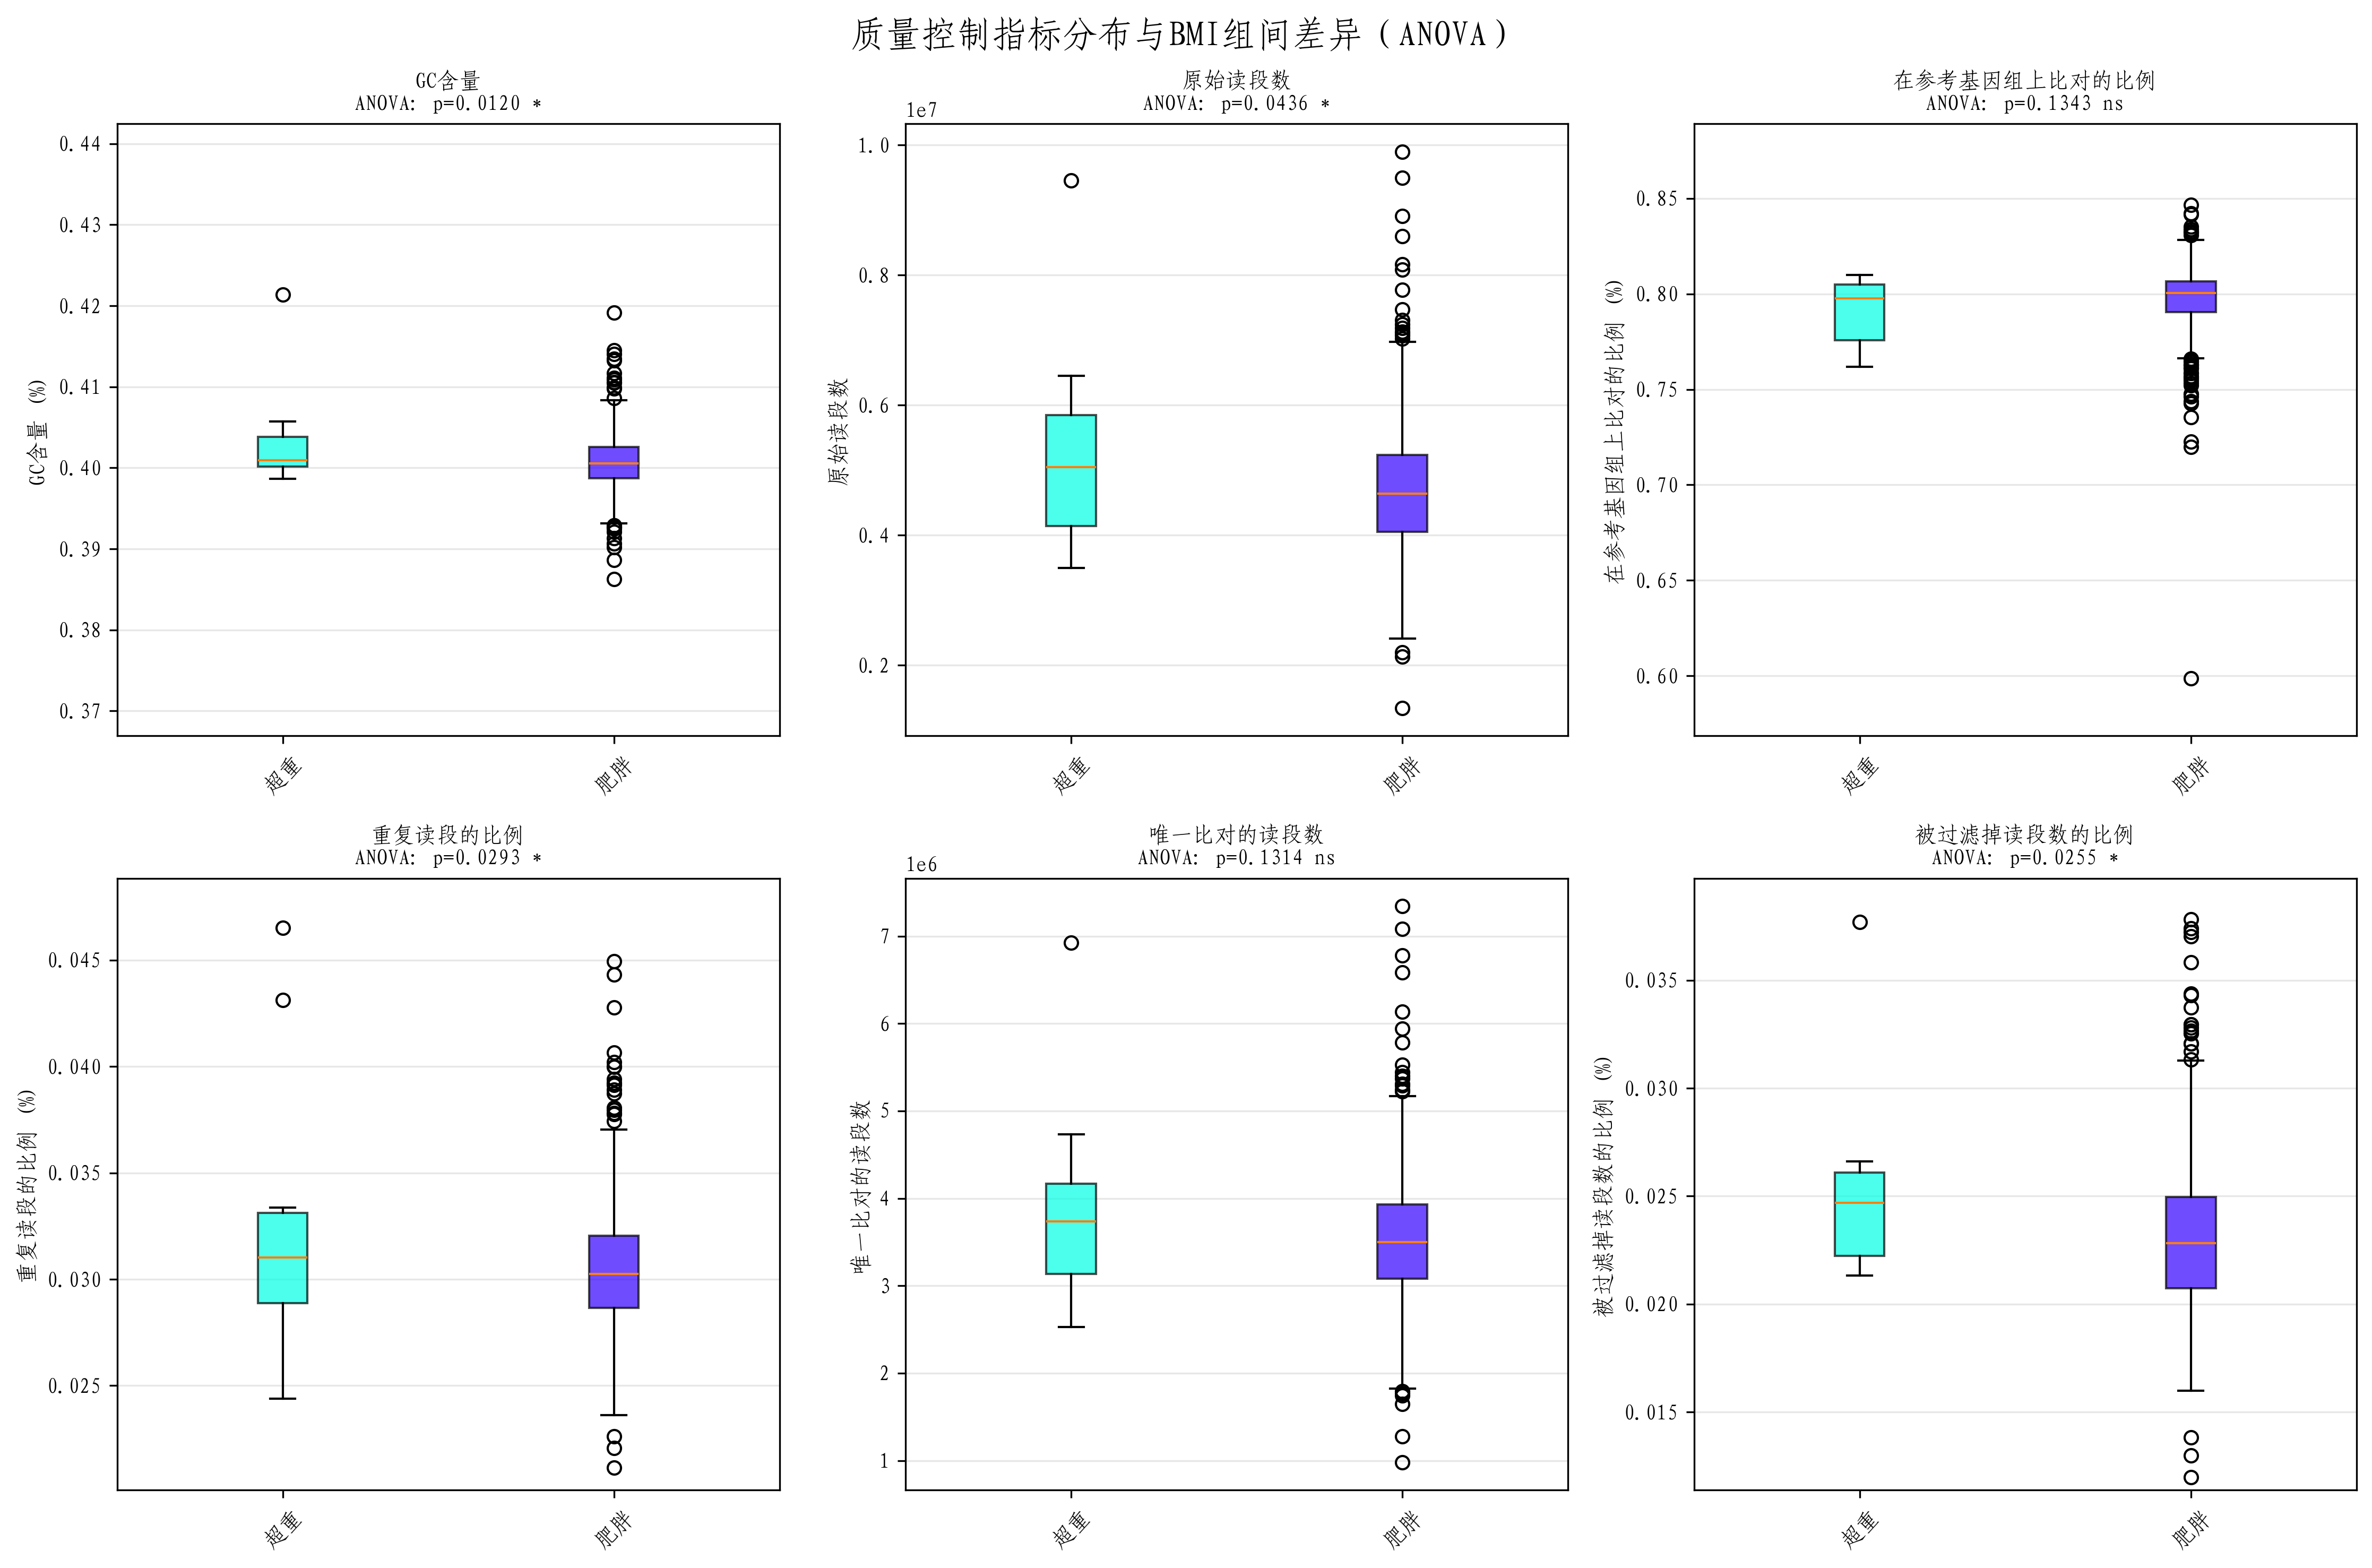 质量控制指标分布与BMI组间差异（ANOVA）
GC含量
ANOVA: p=0.0120 *
GC含量 (%)
0.44
0.43
0.42
0.41
0.40
0.39
0.38
0.37
超重
肥胖
原始读段数
ANOVA: p=0.0436 *
1e7
原始读段数
1.0
0.8
0.6
0.4
0.2
超重
肥胖
在参考基因组上比对的比例
ANOVA: p=0.1343 ns
在参考基因组上比对的比例 (%)
0.85
0.80
0.75
0.70
0.65
0.60
超重
肥胖
重复读段的比例
ANOVA: p=0.0293 *
重复读段的比例 (%)
0.045
0.040
0.035
0.030
0.025
超重
肥胖
唯一比对的读段数
ANOVA: p=0.1314 ns
1e6
唯一比对的读段数
7
6
5
4
3
2
1
超重
肥胖
被过滤掉读段数的比例
ANOVA: p=0.0255 *
被过滤掉读段数的比例 (%)
0.035
0.030
0.025
0.020
0.015
超重
肥胖